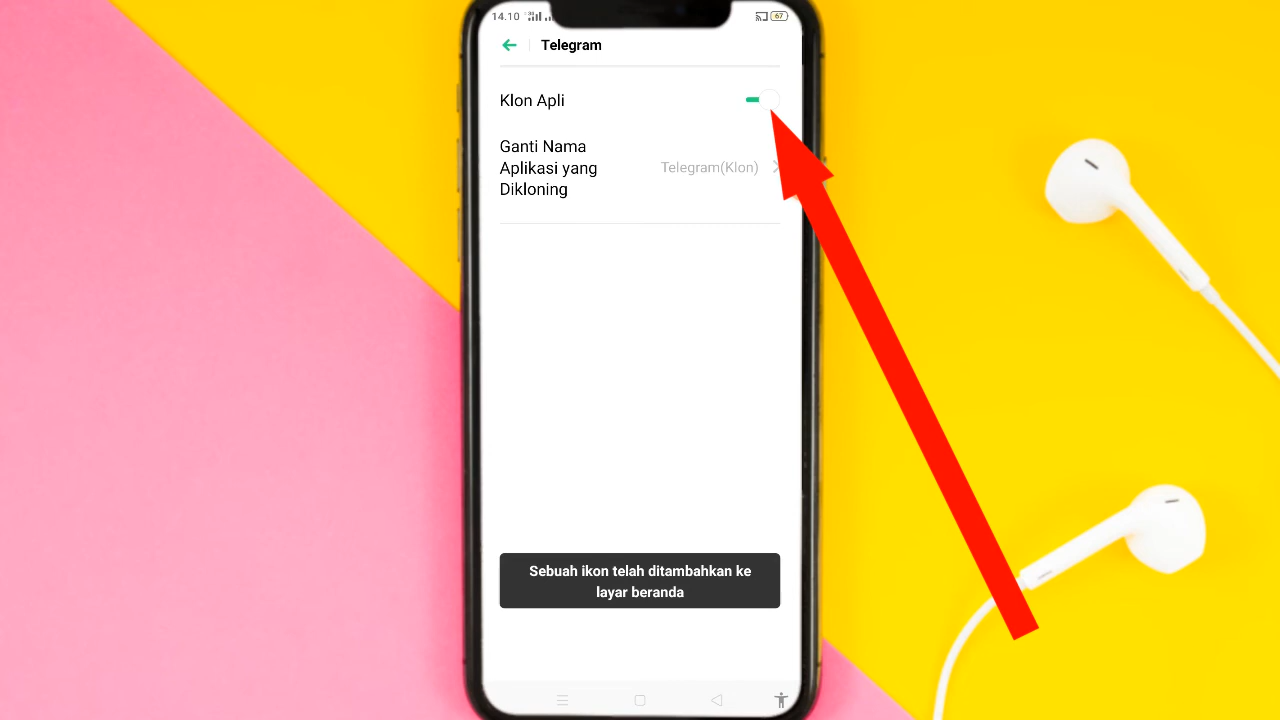 14.10
67
Telegram
Klon Apli
Ganti Nama
Aplikasi yang
Dikloning
Telegram(Klon)
Sebuah ikon telah ditambahkan ke
layar beranda